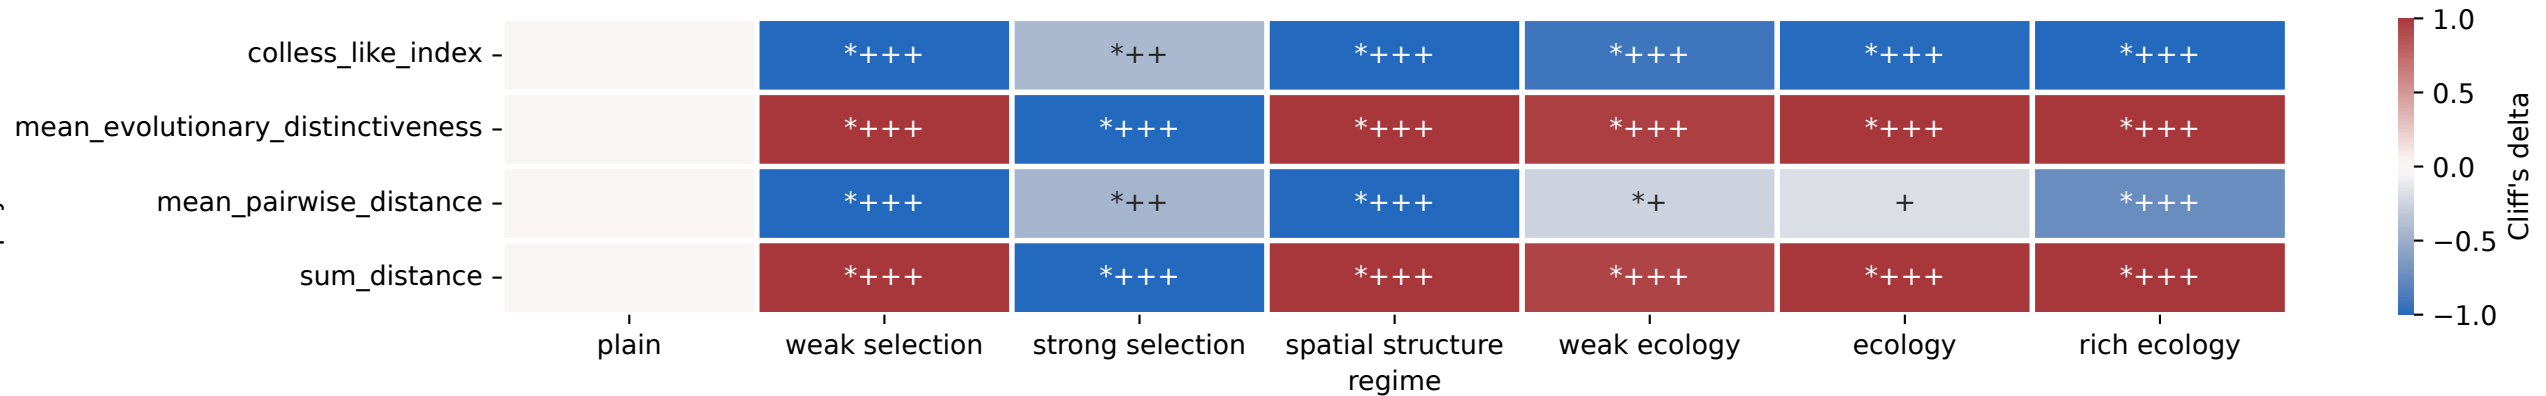 colless_like_index *+++ *++ *+++ *+++ *+++ *+++
mean_evolutionary_distinctiveness *+++ *+++ *+++ *+++ *+++ *+++
mean_pairwise_distance *+++ *++ *+++ *+ + *+++
sum_distance *+++ *+++ *+++ *+++ *+++ *+++
plain weak selection strong selection spatial structure weak ecology ecology rich ecology
regime
1.0
0.5
0.0
−0.5
−1.0
Cliff's delta